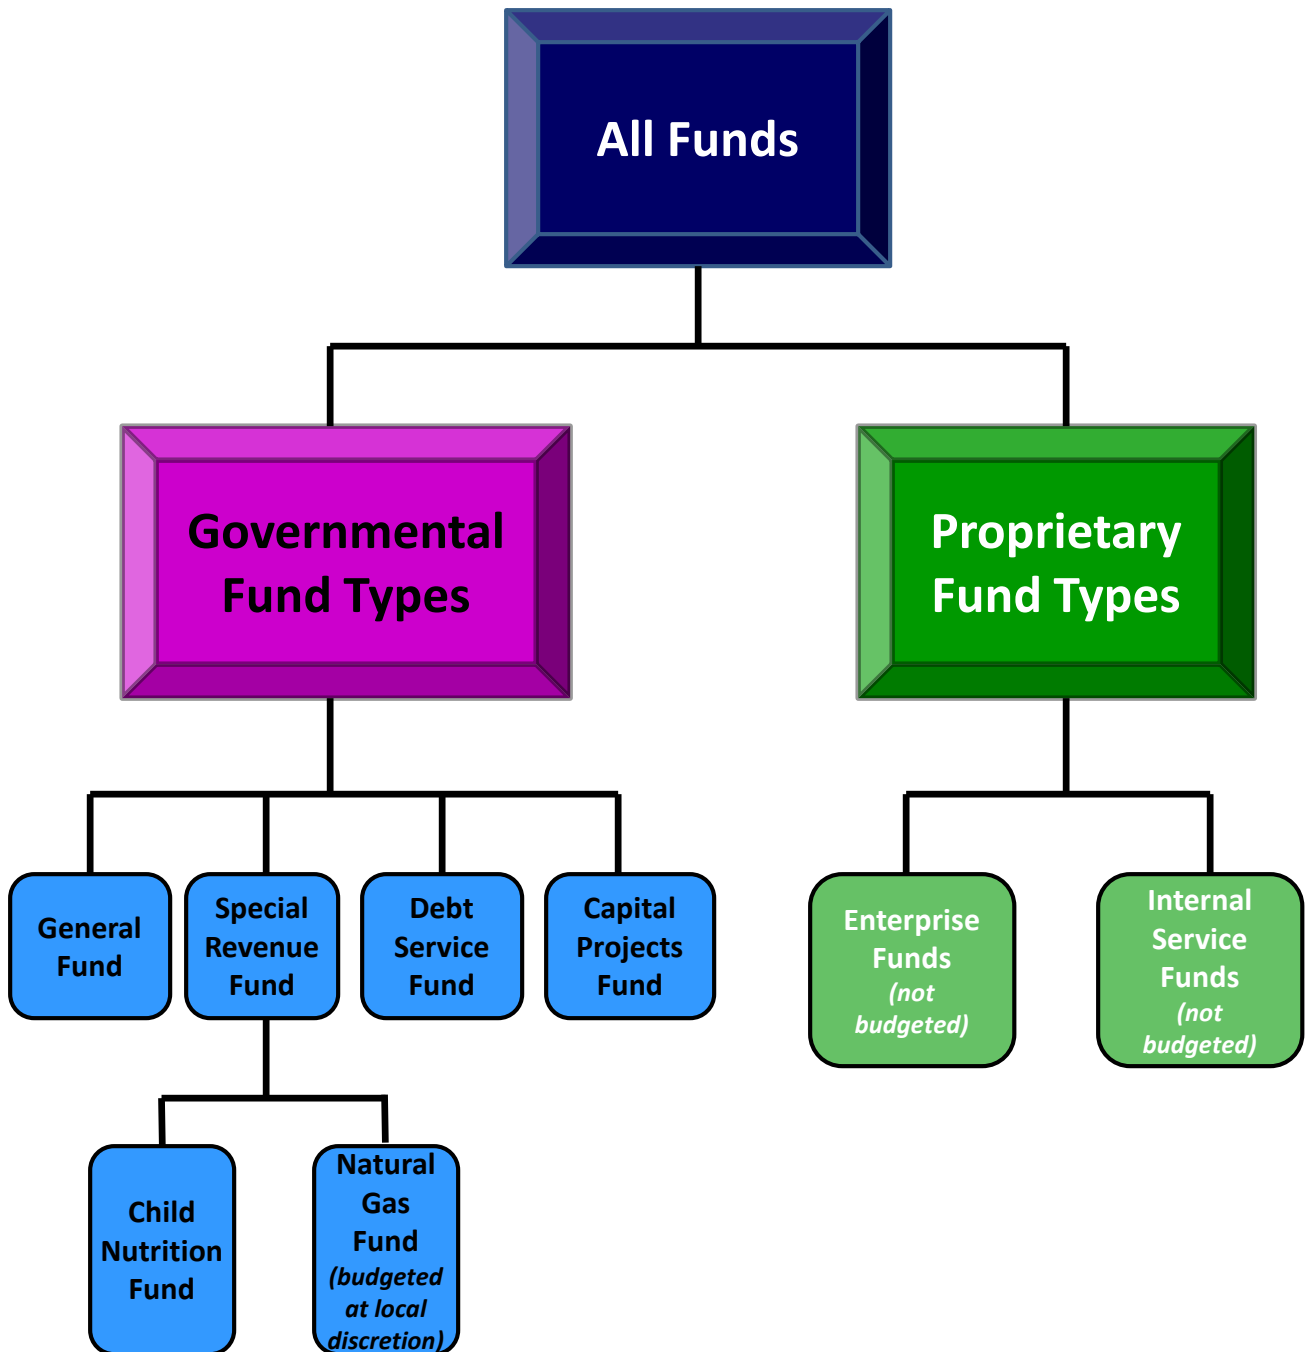 All Funds
Governmental
Fund Types
Proprietary
Fund Types
General
Fund
Special
Revenue
Fund
Debt
Service
Fund
Capital
Projects
Fund
Enterprise
Funds
(not
budgeted)
Internal
Service
Funds
(not
budgeted)
Child
Nutrition
Fund
Natural
Gas
Fund
(budgeted
at local
discretion)